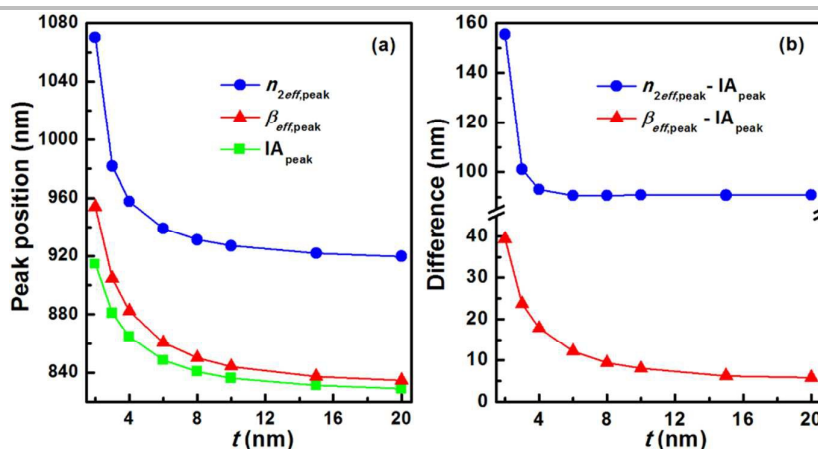 1080
1040
1000
960
920
880
840
Peak position (nm)
(a)
n2eff,peak
βeff,peak
IApeak
4 8 12 16 20
t (nm)
160
140
120
100
40
30
20
10
0
Difference (nm)
(b)
n2eff,peak - IApeak
βeff,peak - IApeak
4 8 12 16 20
t (nm)